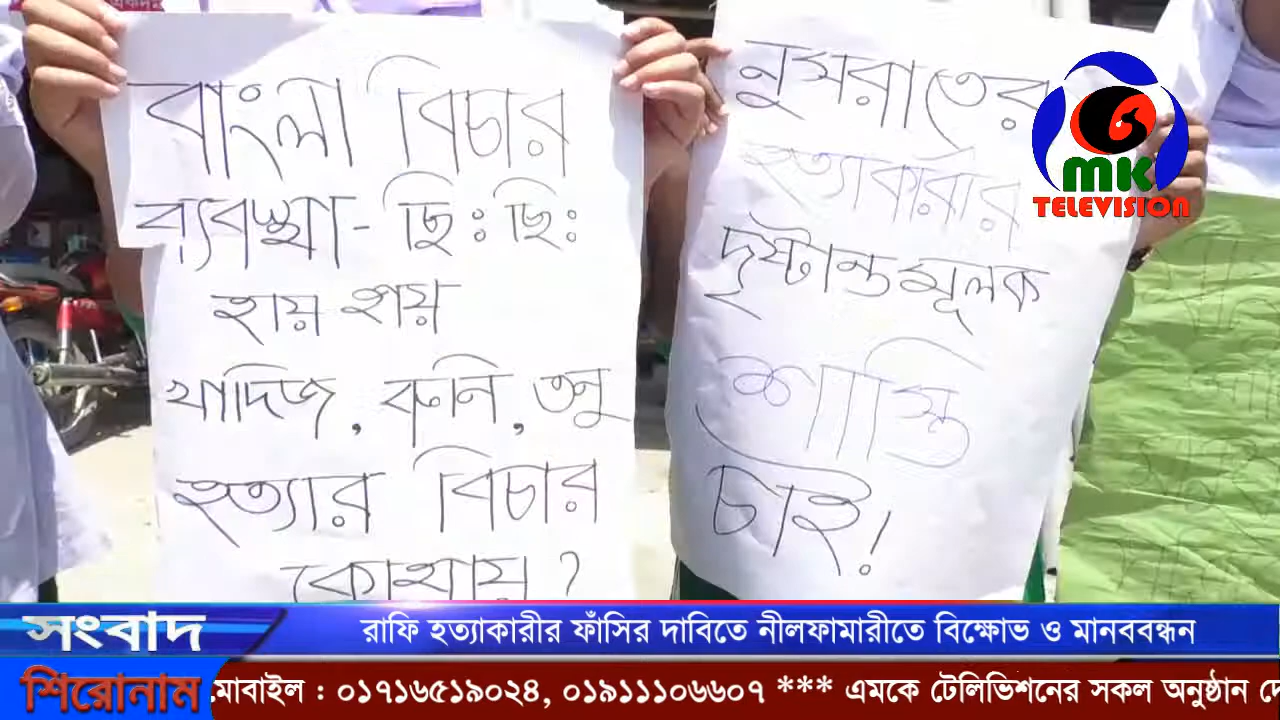 বাংলা বিচার
ব্যবস্থা - ছিঃ ছিঃ
হায় হায়
খাদিজ, রুনি, তনু
হত্যার বিচার
কোথায় ?
নুসরাতের
হত্যাকারীর
দৃষ্টান্তমূলক
শাস্তি
চাই!
MK
TELEVISION
সংবাদ
শিরোনাম
রাফি হত্যাকারীর ফাঁসির দাবিতে নীলফামারীতে বিক্ষোভ ও মানববন্ধন
মোবাইল : ০১৭১৬৫১৯০২৪, ০১৯১১১০৬৬০৭ *** এমকে টেলিভিশনের সকল অনুষ্ঠান দে